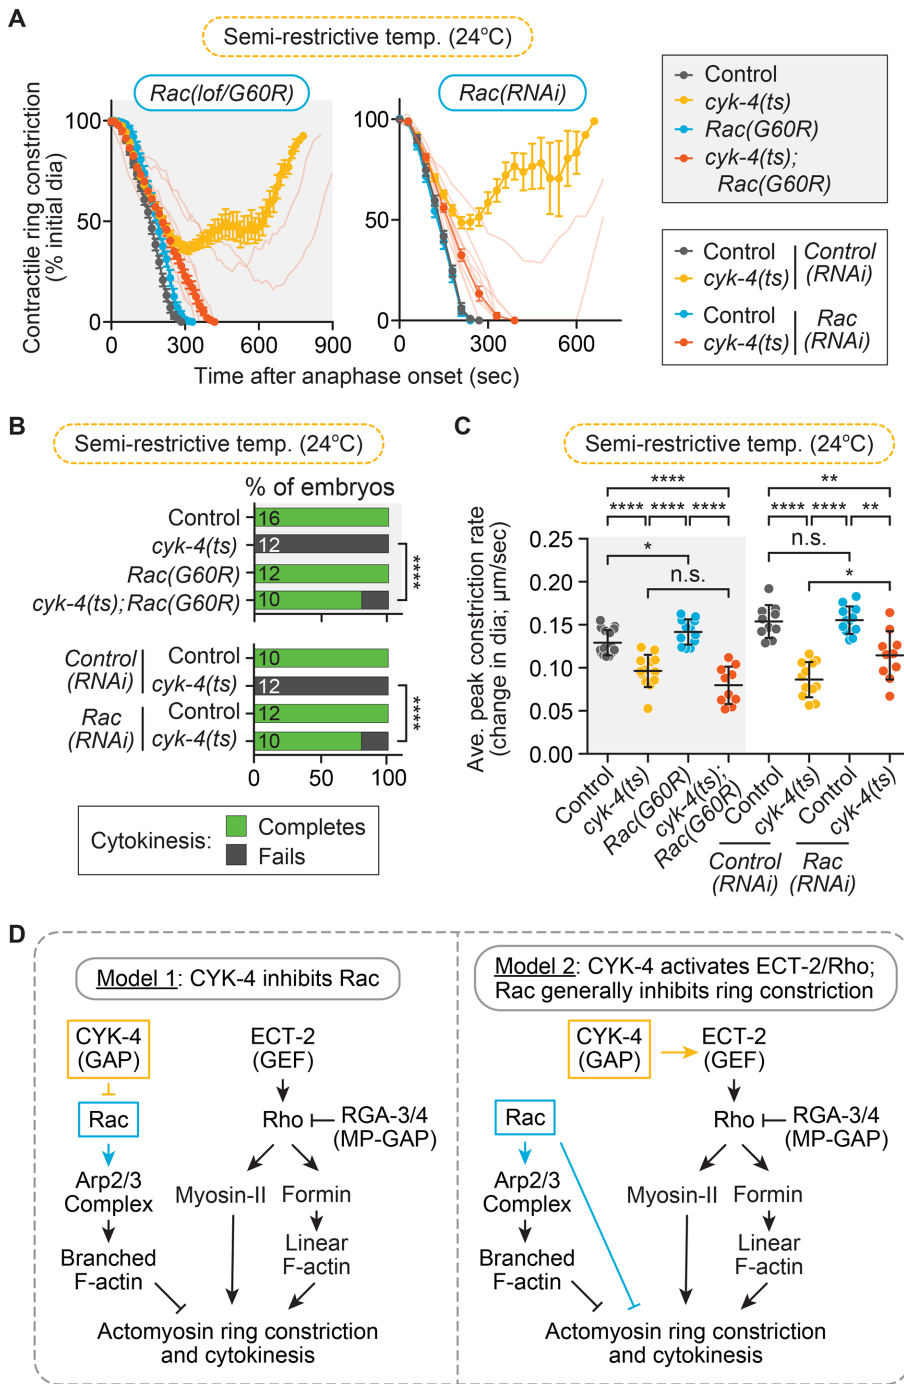 A
Semi-restrictive temp. (24°C)
Rac(lof/G60R)
Rac(RNAi)
Contractile ring constriction
(% initial dia)
100
50
0
0
300
600
900
100
50
0
0
300
600
Time after anaphase onset (sec)
Control
cyk-4(ts)
Rac(G60R)
cyk-4(ts);
Rac(G60R)
Control
cyk-4(ts)
Control
(RNAi)
Control
cyk-4(ts)
Rac
(RNAi)
B
Semi-restrictive temp. (24°C)
% of embryos
Control
16
cyk-4(ts)
12
Rac(G60R)
12
cyk-4(ts);Rac(G60R)
10
****
Control
(RNAi)
Control
10
cyk-4(ts)
12
Rac
(RNAi)
Control
12
cyk-4(ts)
10
****
0
50
100
Cytokinesis:
Completes
Fails
C
Semi-restrictive temp. (24°C)
****
**
**** **** ****
**** **** **
*
n.s.
n.s.
*
Ave. peak constriction rate
(change in dia; µm/sec)
0.25
0.20
0.15
0.10
0.05
0.00
Control
cyk-4(ts)
Rac(G60R)
cyk-4(ts);
Rac(G60R)
Control
cyk-4(ts)
Control
cyk-4(ts)
Control
(RNAi)
Rac
(RNAi)
D
Model 1: CYK-4 inhibits Rac
CYK-4
(GAP)
ECT-2
(GEF)
Rac
Rho
RGA-3/4
(MP-GAP)
Arp2/3
Complex
Myosin-II
Formin
Branched
F-actin
Linear
F-actin
Actomyosin ring constriction
and cytokinesis
Model 2: CYK-4 activates ECT-2/Rho;
Rac generally inhibits ring constriction
CYK-4
(GAP)
ECT-2
(GEF)
Rac
Rho
RGA-3/4
(MP-GAP)
Arp2/3
Complex
Myosin-II
Formin
Branched
F-actin
Linear
F-actin
Actomyosin ring constriction
and cytokinesis